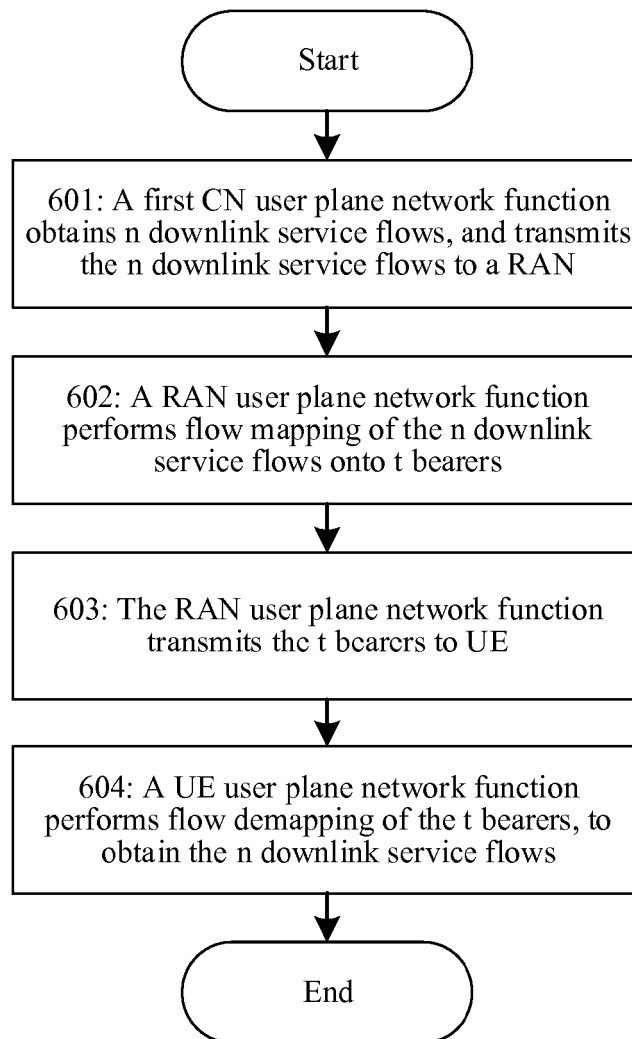 Start
601: A first CN user plane network function
obtains n downlink service flows, and transmits
the n downlink service flows to a RAN
602: A RAN user plane network function
performs flow mapping of the n downlink
service flows onto t bearers
603: The RAN user plane network function
transmits the t bearers to UE
604: A UE user plane network function
performs flow demapping of the t bearers, to
obtain the n downlink service flows
End